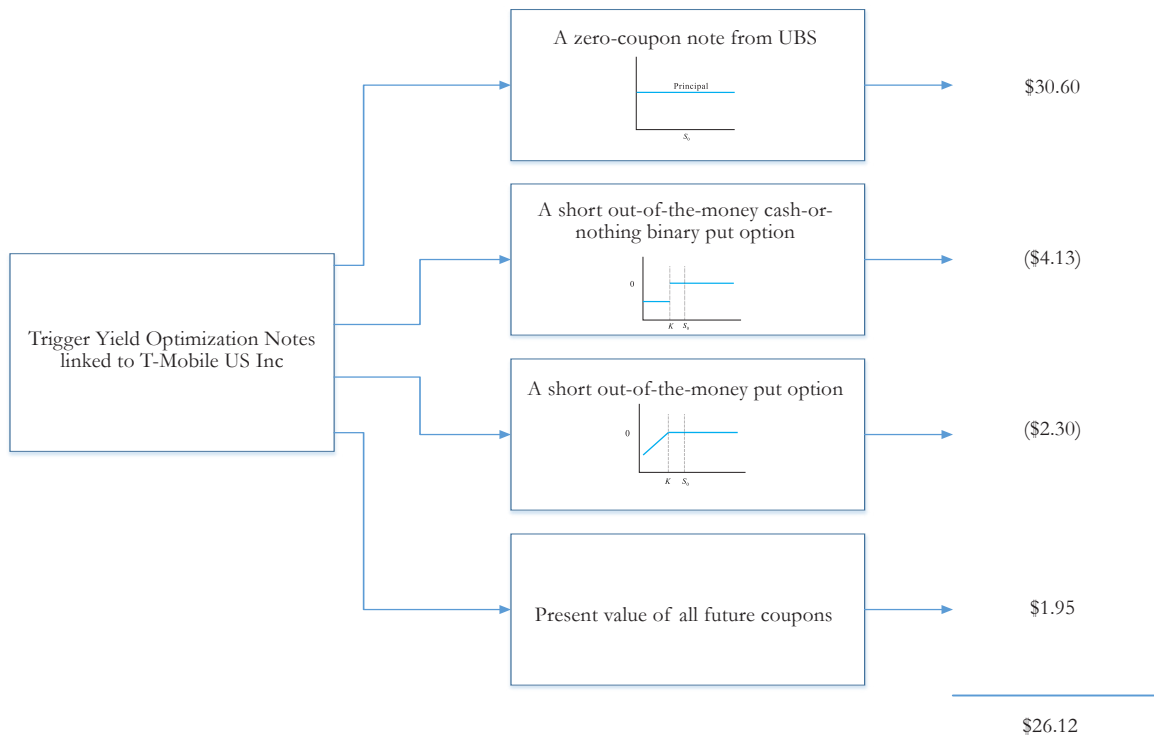 Trigger Yield Optimization Notes
linked to T-Mobile US Inc
A zero-coupon note from UBS
Principal
S₀
$30.60
A short out-of-the-money cash-or-
nothing binary put option
0
K S₀
($4.13)
A short out-of-the-money put option
0
K S₀
($2.30)
Present value of all future coupons
$1.95
$26.12